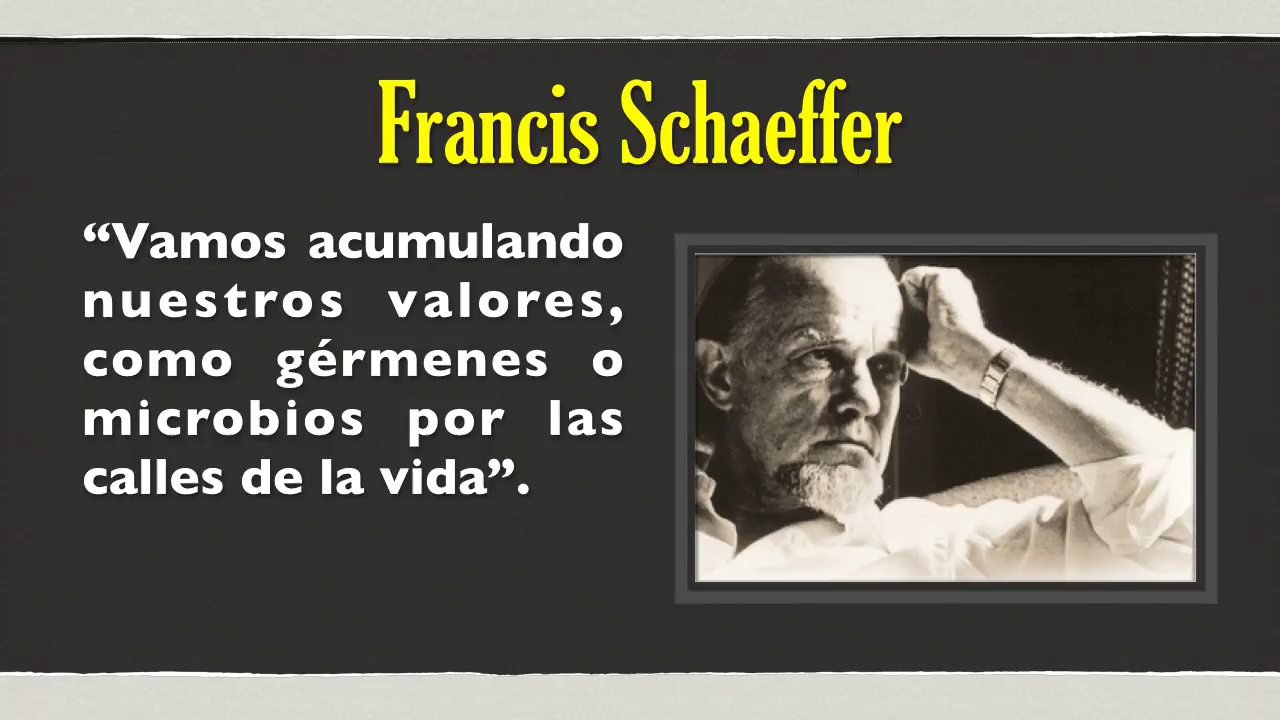 Francis Schaeffer
“Vamos acumulando
nuestros valores,
como gérmenes o
microbios por las
calles de la vida”.